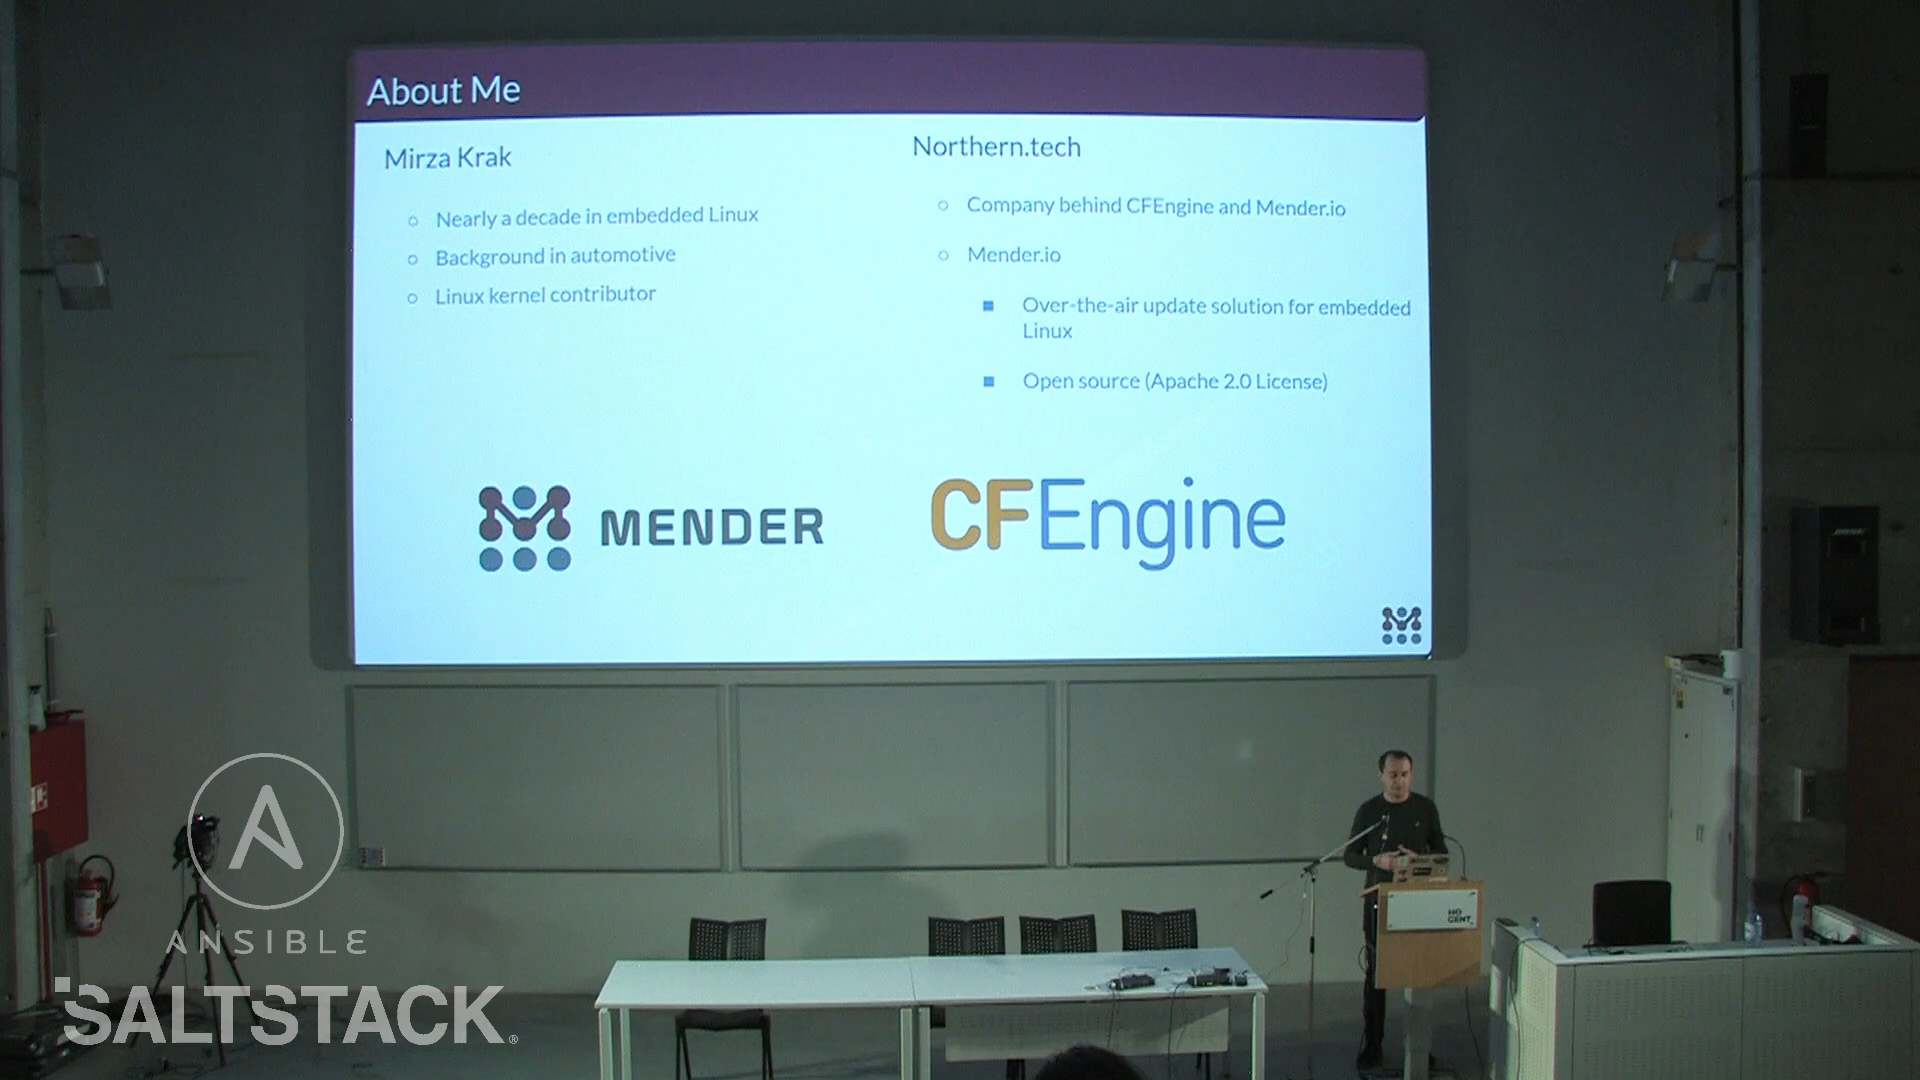 About Me
Mirza Krak
Nearly a decade in embedded Linux
Background in automotive
Linux kernel contributor
Northern.tech
Company behind CFEngine and Mender.io
Mender.io
Over-the-air update solution for embedded
Linux
Open source (Apache 2.0 License)
MENDER
CFEngine
HO
GENT
ANSIBLE
SALTSTACK